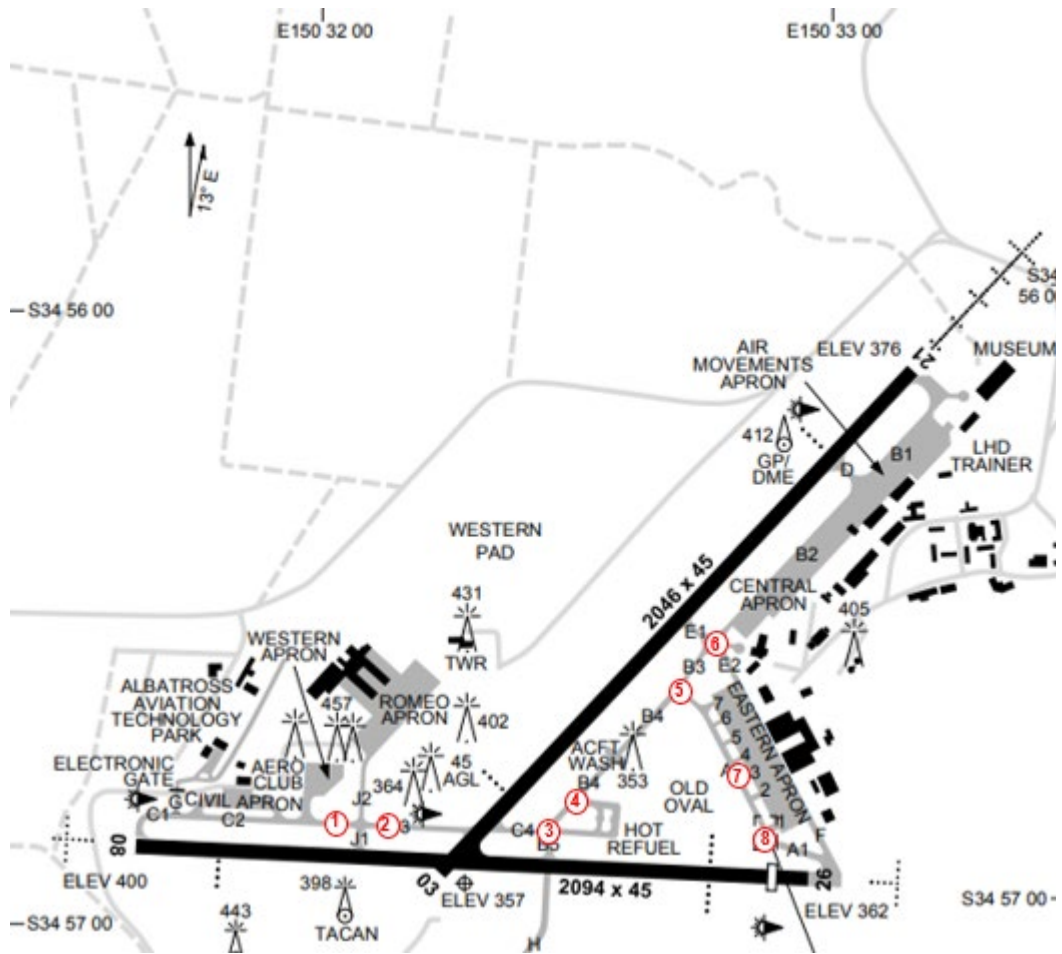 E150 32 00
E150 33 00
13° E
S34 56 00
S34
56 0
ELEV 376
21
MUSEUM
AIR
MOVEMENTS
APRON
412
GP/
DME
D
B1
LHD
TRAINER
WESTERN
PAD
2046 x 45
B2
CENTRAL
APRON
431
TWR
405
E1
6
E2
B3
5
WESTERN
APRON
ALBATROSS
AVIATION
TECHNOLOGY
PARK
457
ROMEO
APRON
402
B4
7
6
5
4
3
2
EASTERN APRON
ELECTRONIC
GATE
AERO
CLUB
364
45
AGL
ACFT
WASH
353
B4
OLD
OVAL
7
G
CIVIL APRON
C1
C2
J2
1
2
3
J1
C4
3
4
HOT
REFUEL
8
A1
F
08
ELEV 400
03
ELEV 357
2094 x 45
26
ELEV 362
398
TACAN
443
H
S34 57 00
S34 57 00